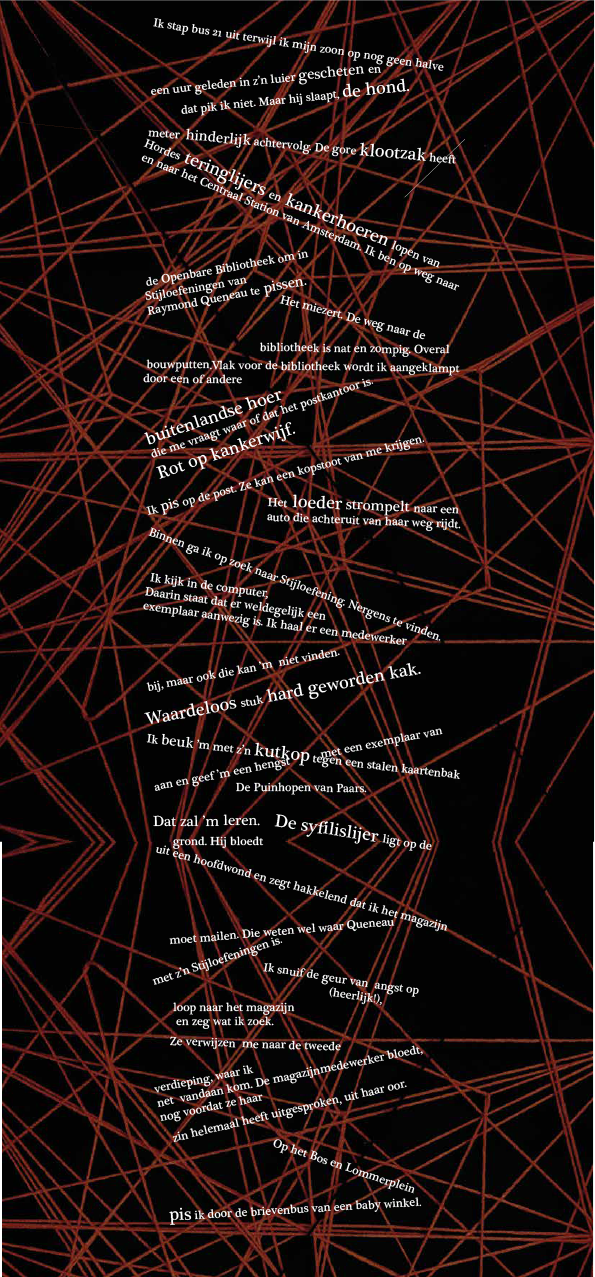 Ik stap bus 21 uit terwijl ik mijn zoon op nog geen halve
een uur geleden in z'n luier gescheten en
dat pik ik niet. Maar hij slaapt, de hond.
meter hinderlijk achtervolg. De gore klootzak heeft
Hordes teringlijers en kankerhoeren lopen van
en naar het Centraal Station van Amsterdam. Ik ben op weg naar
de Openbare Bibliotheek om in
Stijloefeningen van
Raymond Queneau te pissen.
Het miezert. De weg naar de
bibliotheek is nat en zompig. Overal
bouwputten,Vlak voor de bibliotheek wordt ik aangeklampt
door een of andere
buitenlandse hoer
die me vraagt waar of dat het postkantoor is.
Rot op kankerwijf.
Ik pis op de post. Ze kan een kopstoot van me krijgen.
Het loeder strompelt naar een
auto die achteruit van haar weg rijdt.
Binnen ga ik op zoek naar Stijloefening. Nergens te vinden.
Ik kijk in de computer,
Daarin staat dat er weldegelijk een
exemplaar aanwezig is. Ik haal er een medewerker
bij, maar ook die kan 'm niet vinden.
Waardeloos stuk hard geworden kak.
Ik beuk 'm met z'n kutkop tegen een stalen kaartenbak
aan en geef 'm een hengst met een exemplaar van
De Puinhopen van Paars.
Dat zal 'm leren. De syfilislijer ligt op de
grond. Hij bloedt
uit een hoofdwond en zegt hakkelend dat ik het magazijn
moet mailen. Die weten wel waar Queneau
met z'n Stijloefeningen is.
Ik snuif de geur van angst op
(heerlijk!),
loop naar het magazijn
en zeg wat ik zoek.
Ze verwijzen me naar de tweede
verdieping, waar ik
net vandaan kom. De magazijnmedewerker bloedt,
nog voordat ze haar
zin helemaal heeft uitgesproken, uit haar oor.
Op het Bos en Lommerplein
pis ik door de brievenbus van een baby winkel.